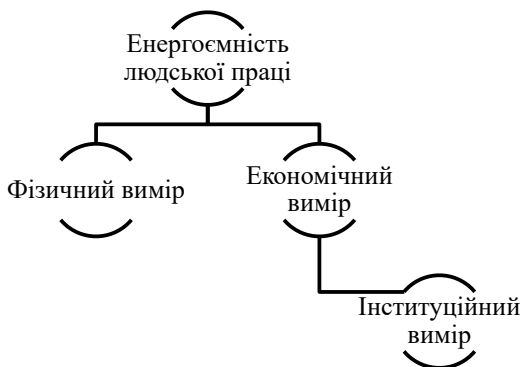 Енергоємність
людської праці
Фізичний вимір
Економічний
вимір
Інституційний
вимір